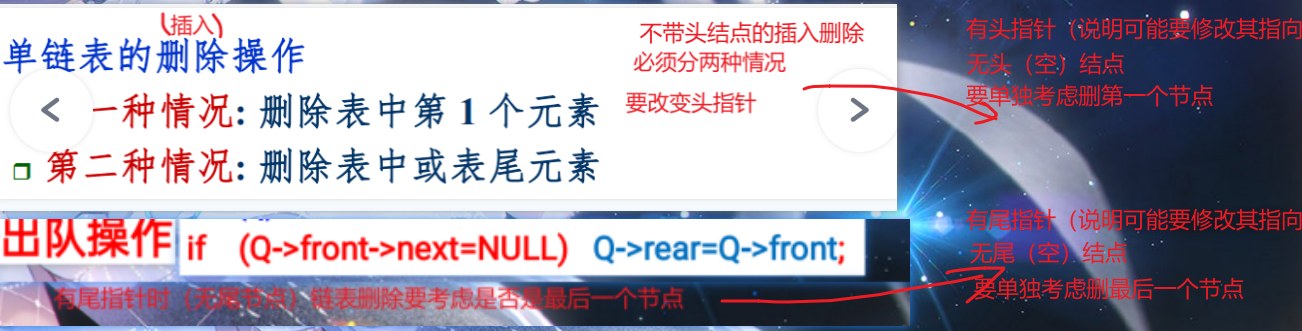 （插入）
单链表的删除操作
一种情况: 删除表中第 1 个元素
第二种情况: 删除表中或表尾元素
不带头结点的插入删除
必须分两种情况
要改变头指针
有头指针（说明可能要修改其指向
无头（空）结点
要单独考虑删第一个节点
出队操作 if (Q->front->next=NULL) Q->rear=Q->front;
有尾指针时（无尾节点）链表删除要考虑是否是最后一个节点
有尾指针（说明可能要修改其指向
无尾（空）结点
要单独考虑删最后一个节点